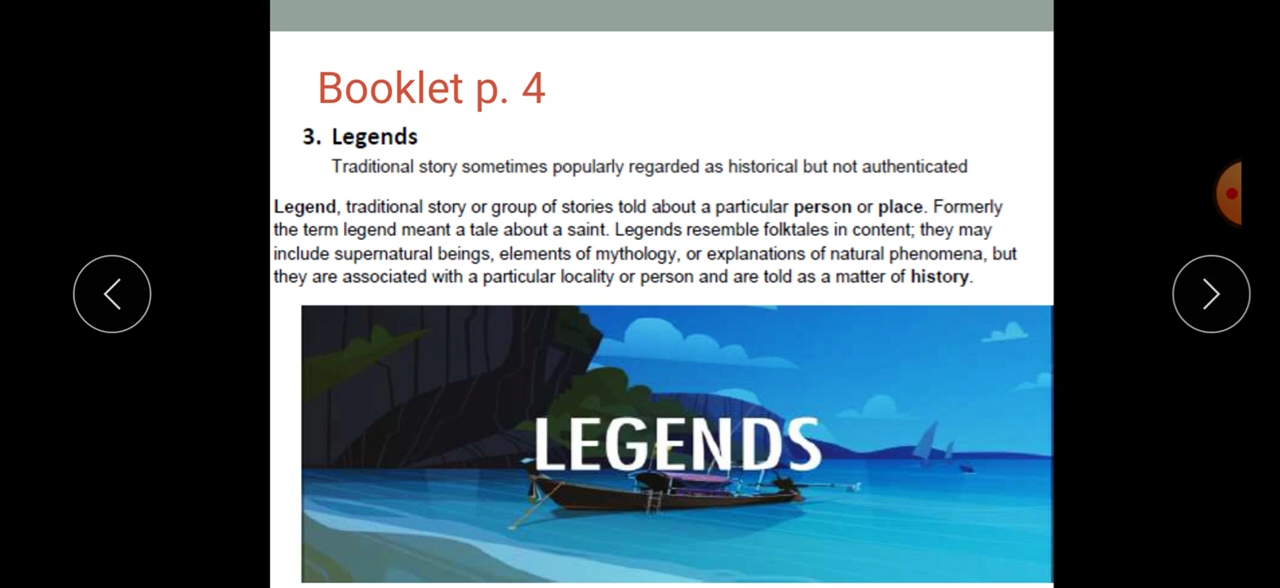 Booklet p. 4
3. Legends
Traditional story sometimes popularly regarded as historical but not authenticated
Legend, traditional story or group of stories told about a particular person or place. Formerly
the term legend meant a tale about a saint. Legends resemble folktales in content; they may
include supernatural beings, elements of mythology, or explanations of natural phenomena, but
they are associated with a particular locality or person and are told as a matter of history.
LEGENDS